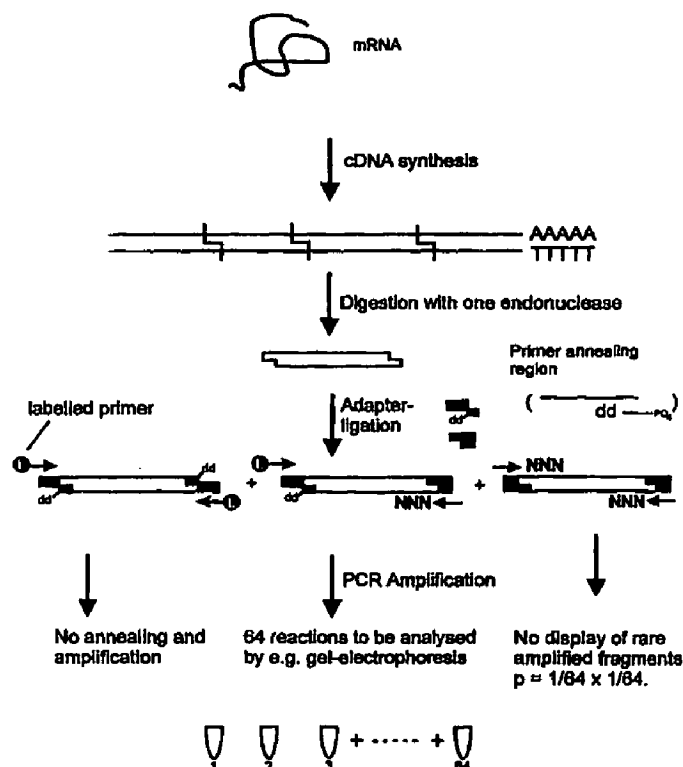 mRNA
cDNA synthesis
AAAAA
TTTTT
Digestion with one endonuclease
Primer annealing
region
( dd PO4 )
labelled primer
Adapter-
ligation
dd
L
dd
dd
L
+
L
dd
NNN
+
NNN
NNN
PCR Amplification
No annealing and
amplification
64 reactions to be analysed
by e.g. gel-electrophoresis
No display of rare
amplified fragments
p = 1/64 x 1/64.
1 2 3 + ----- + 64